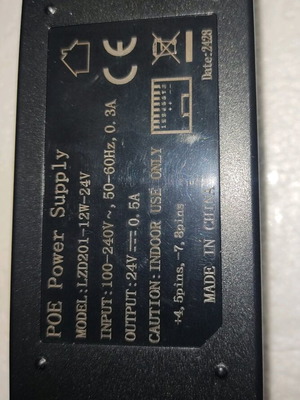 POE Power Supply
MODEL:LZD201-12W-24V
INPUT:100-240V~, 50-60Hz, 0.3A
OUTPUT:24V⎓0.5A
CAUTION:INDOOR USE ONLY
+4, 5pins,-7, 8pins
MADE IN CHINA
Date:2428
CE